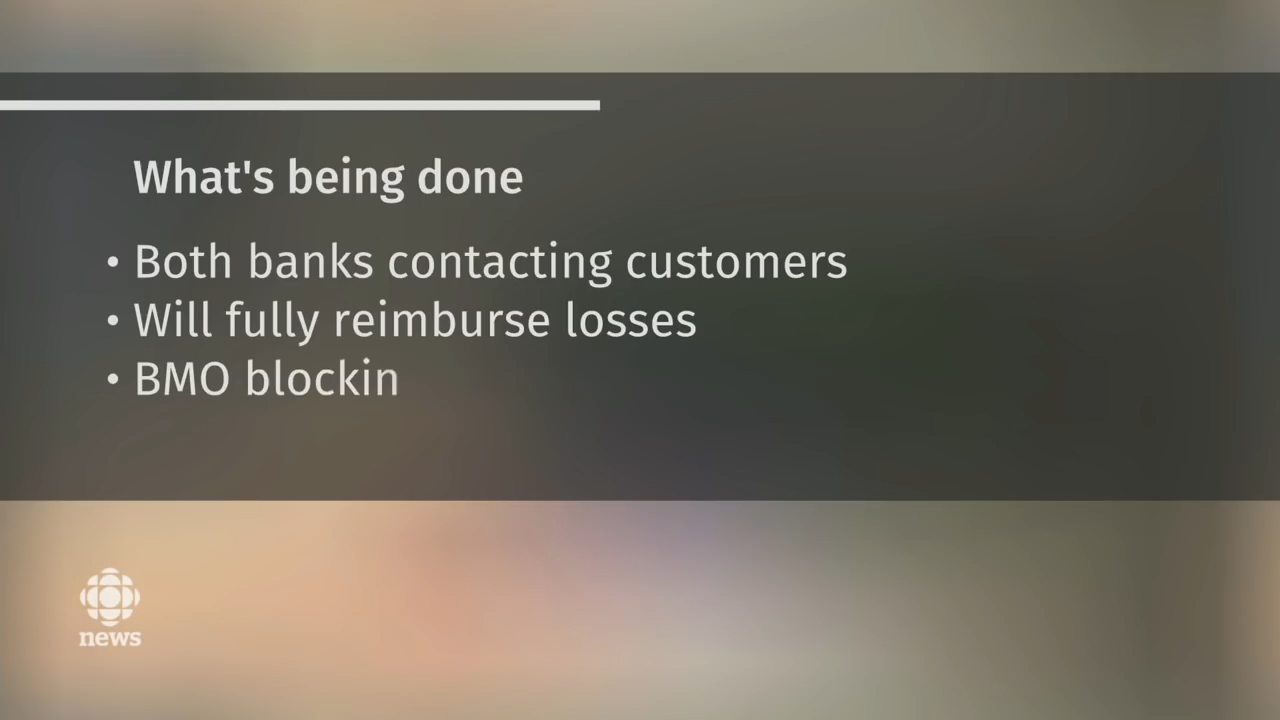 What's being done
• Both banks contacting customers
• Will fully reimburse losses
• BMO blockin
news